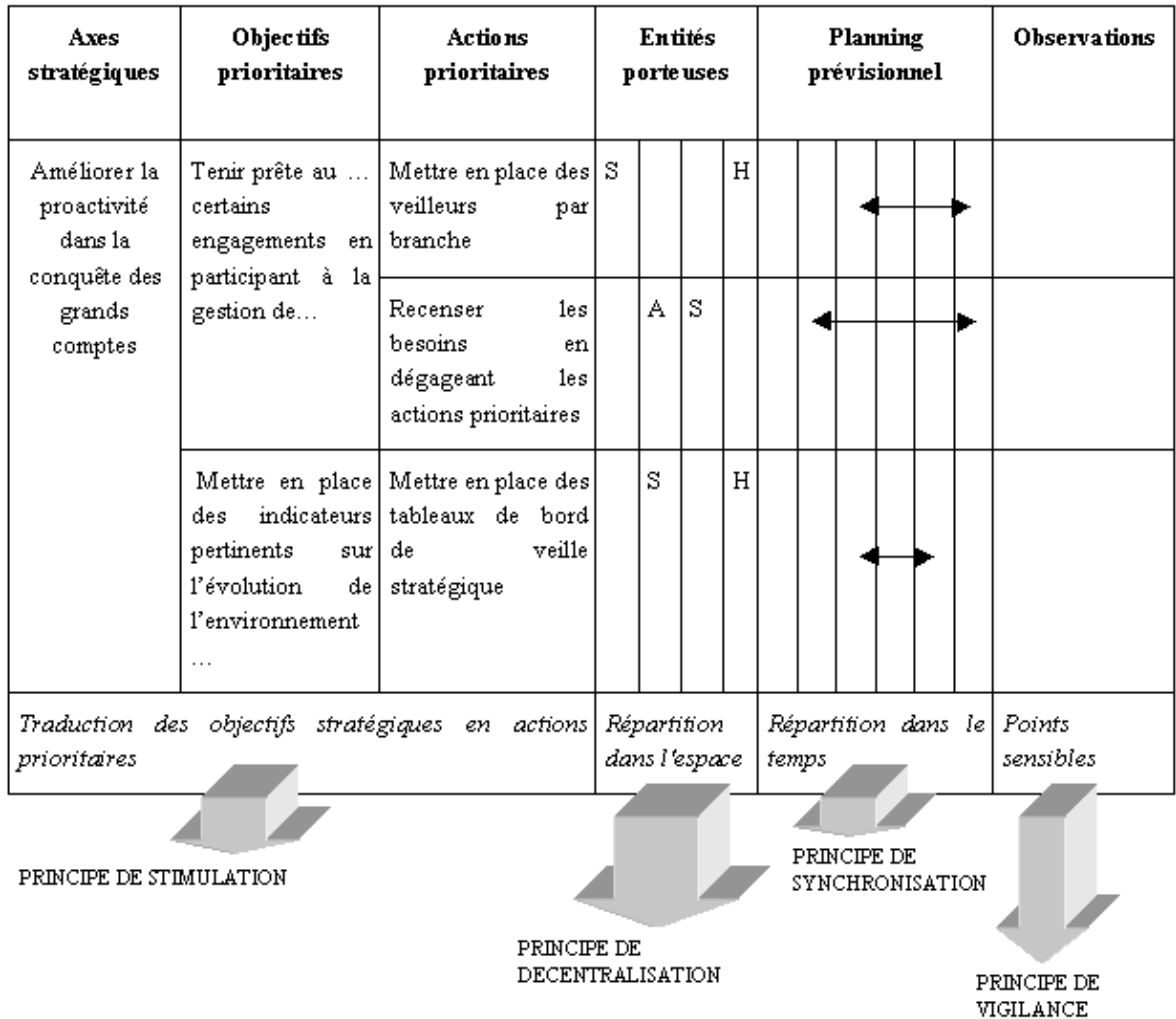 Axes
stratégiques
Objectifs
prioritaires
Actions
prioritaires
Entités
porteuses
Planning
prévisionnel
Observations
Améliorer la
proactivité
dans la
conquête des
grands
comptes
Tenir prête au ...
certains
engagements en
participant à la
gestion de...
Mettre en place des
veilleurs par
branche
S
H
Recenser les
besoins en
dégageant les
actions prioritaires
A
S
Mettre en place
des indicateurs
pertinents sur
l'évolution de
l'environnement
...
Mettre en place des
tableaux de bord
de veille
stratégique
S
H
Traduction des objectifs stratégiques en actions
prioritaires
Répartition
dans l'espace
Répartition dans le
temps
Points
sensibles
PRINCIPE DE STIMULATION
PRINCIPE DE
DECENTRALISATION
PRINCIPE DE
SYNCHRONISATION
PRINCIPE DE
VIGILANCE